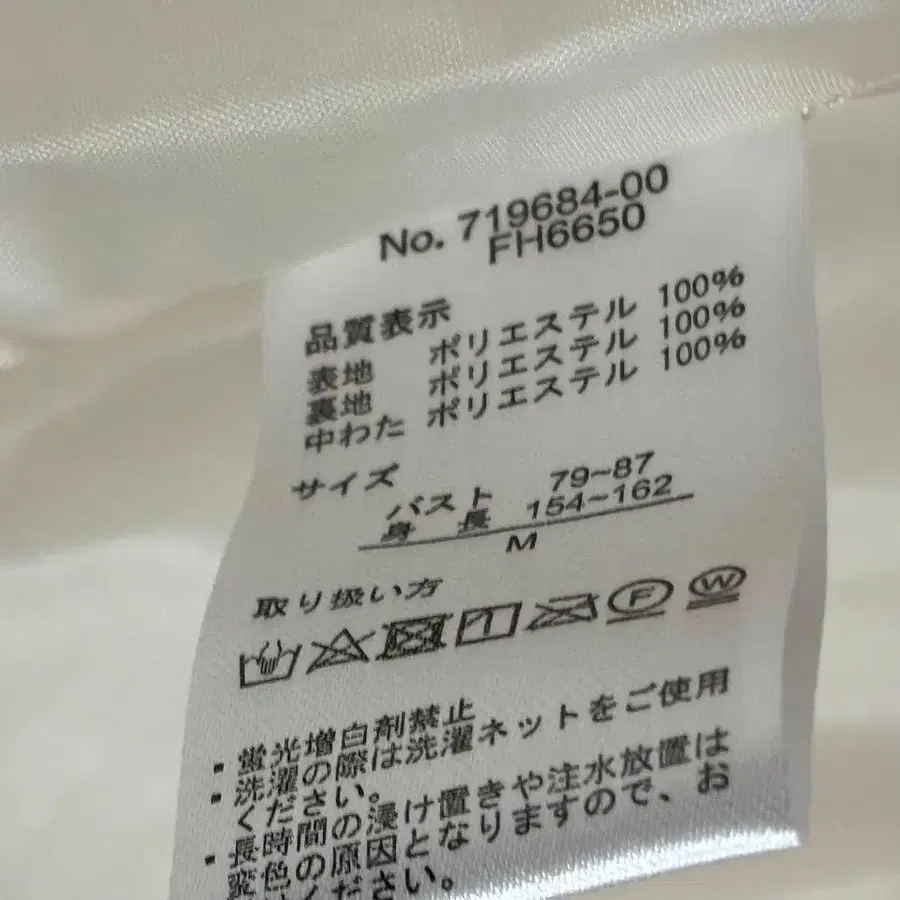 No. 719684-00
FH6650
品質表示
表地 ポリエステル 100%
裏地 ポリエステル 100%
中わた ポリエステル 100%
サイズ
バスト 79~87
身長 154~162
M
取り扱い方
F W
・蛍光増白剤禁止
・洗濯の際は洗濯ネットをご使用
ください。
・長時間の浸け置きや注水放置は
変色の原因となりますので、お
ください。